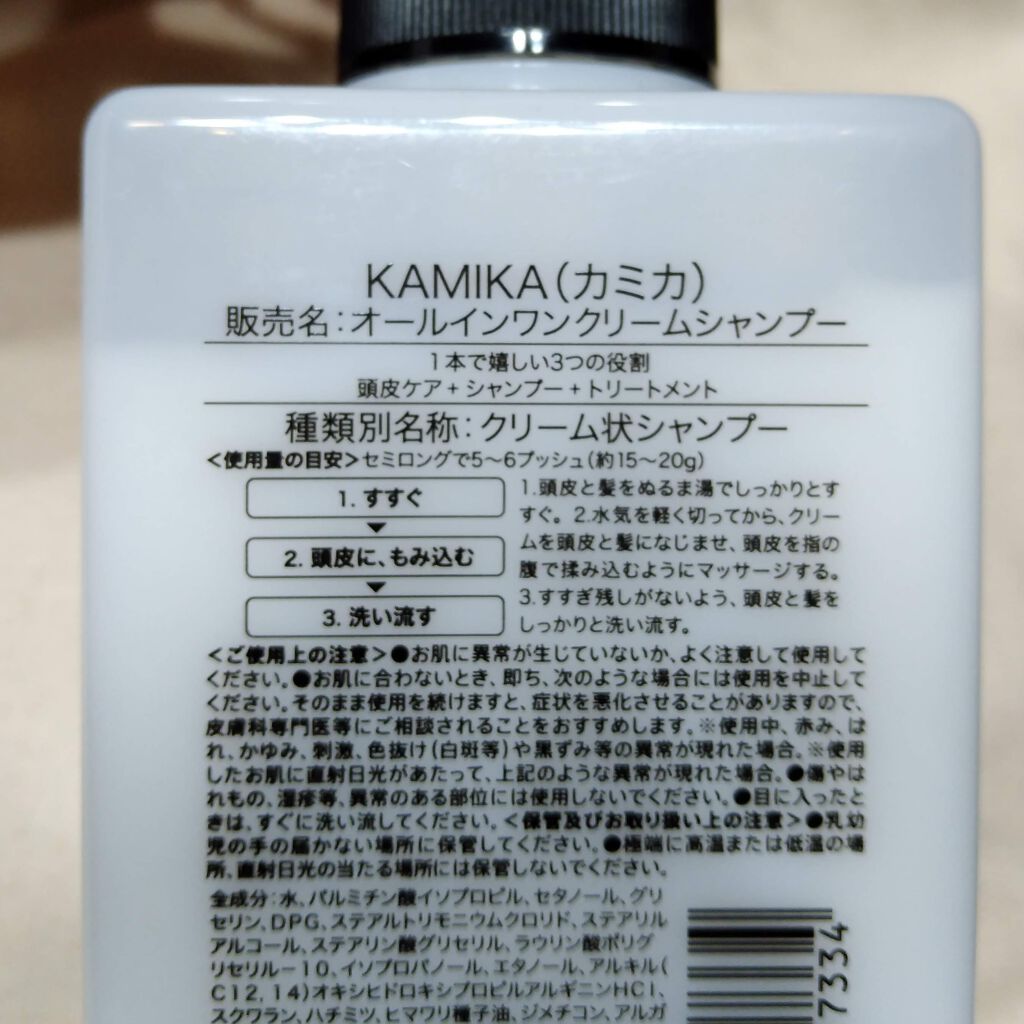 KAMIKA(カミカ)
販売名:オールインワンクリームシャンプー
1本で嬉しい3つの役割
頭皮ケア+シャンプー+トリートメント
種類別名称:クリーム状シャンプー
<使用量の目安>セミロングで5〜6プッシュ(約15〜20g)
1. すすぐ
2. 頭皮に、もみ込む
3. 洗い流す
1.頭皮と髪をぬるま湯でしっかりとす
すぐ。2.水気を軽く切ってから、クリー
ムを頭皮と髪になじませ、頭皮を指の
腹で揉み込むようにマッサージする。
3.すすぎ残しがないよう、頭皮と髪を
しっかりと洗い流す。
<ご使用上の注意>●お肌に異常が生じていないか、よく注意して使用して
ください。●お肌に合わないとき、即ち、次のような場合には使用を中止して
ください。そのまま使用を続けますと、症状を悪化させることがありますので、
皮膚科専門医等にご相談されることをおすすめします。※使用中、赤み、は
れ、かゆみ、刺激、色抜け(白斑等)や黒ずみ等の異常が現れた場合。※使用
したお肌に直射日光があたって、上記のような異常が現れた場合。●傷やは
れもの、湿疹等、異常のある部位には使用しないでください。●目に入ったと
きは、すぐに洗い流してください。<保管及びお取り扱い上の注意>●乳幼
児の手の届かない場所に保管してください。●極端に高温または低温の場
所、直射日光の当たる場所には保管しないでください。
全成分:水、パルミチン酸イソプロピル、セタノール、グリ
セリン、DPG、ステアルトリモニウムクロリド、ステアリル
アルコール、ステアリン酸グリセリル、ラウリン酸ポリグ
リセリル-10、イソプロパノール、エタノール、アルキル(
C12,14)オキシヒドロキシプロピルアルギニンHCl、
スクワラン、ハチミツ、ヒマワリ種子油、ジメチコン、アルガ
7334